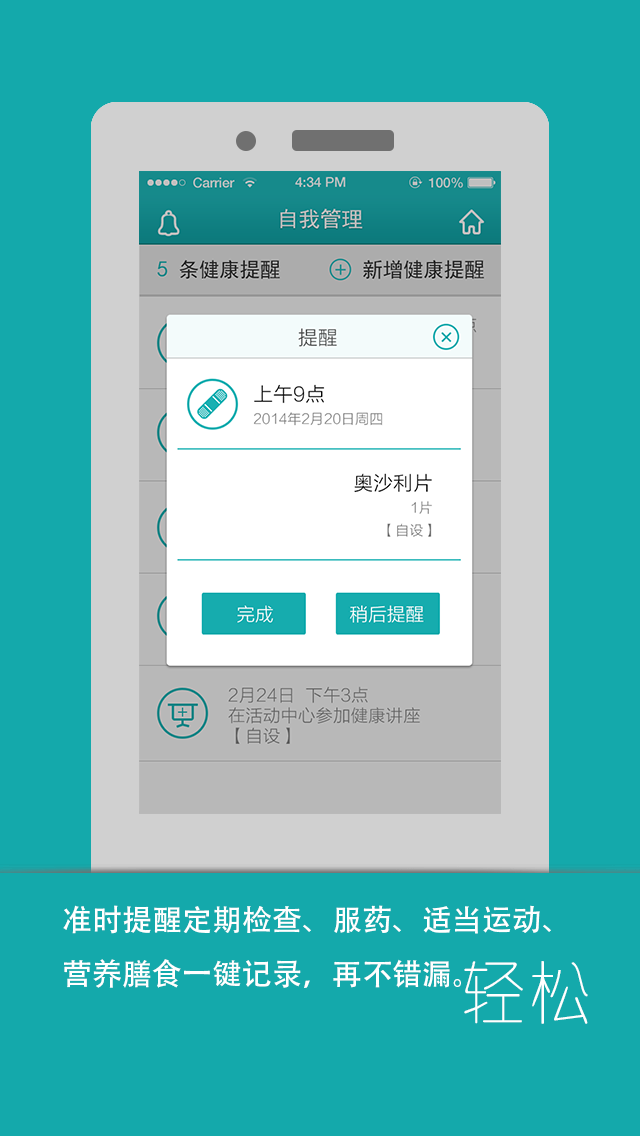 Carrier 4:34 PM 100%
自我管理
5 条健康提醒 新增健康提醒
点
提醒
上午9点
2014年2月20日周四
奥沙利片
1片
【自设】
完成 稍后提醒
2月24日 下午3点
在活动中心参加健康讲座
【自设】
准时提醒定期检查、服药、适当运动、
营养膳食一键记录，再不错漏。
轻松